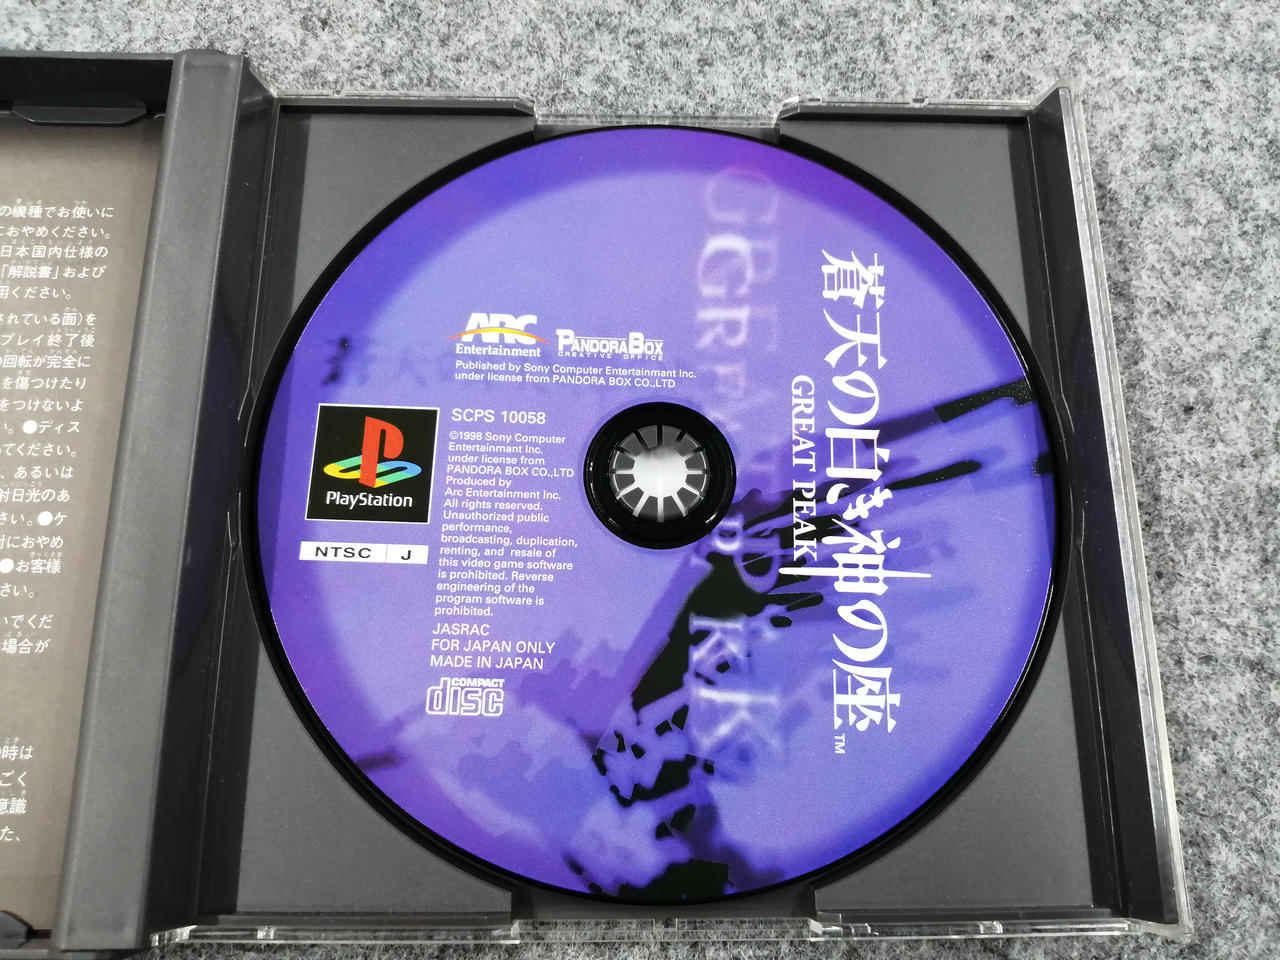 の機種でお使いに
におやめください。
日本国内仕様の
「解説書」および
用ください。
されている面)を
プレイ終了後
の回転が完全に
を傷つけたり
をつけないよ
い。●ディス
てください。
、あるいは
射日光のあ
さい。●ケ
対におやめ
●お客様
さい。
いでくだ
場合が
時は
ごく
意識
た、
蒼天の白き神の座
TM
GREAT PEAK
GREAT PEAK
ARC
Entertainment
PANDORA BOX
CREATIVE OFFICE
Published by Sony Computer Entertainmant Inc.
under license from PANDORA BOX CO.,LTD
PlayStation
NTSC J
SCPS 10058
©1998 Sony Computer
Entertainmant Inc.
under license from
PANDORA BOX CO.,LTD
Produced by
Arc Entertainment Inc.
All rights reserved.
Unauthorized public
performance,
broadcasting, duplication,
renting, and resale of
this video game software
is prohibited. Reverse
engineering of the
program software is
prohibited.
JASRAC
FOR JAPAN ONLY
MADE IN JAPAN
COMPACT
disc